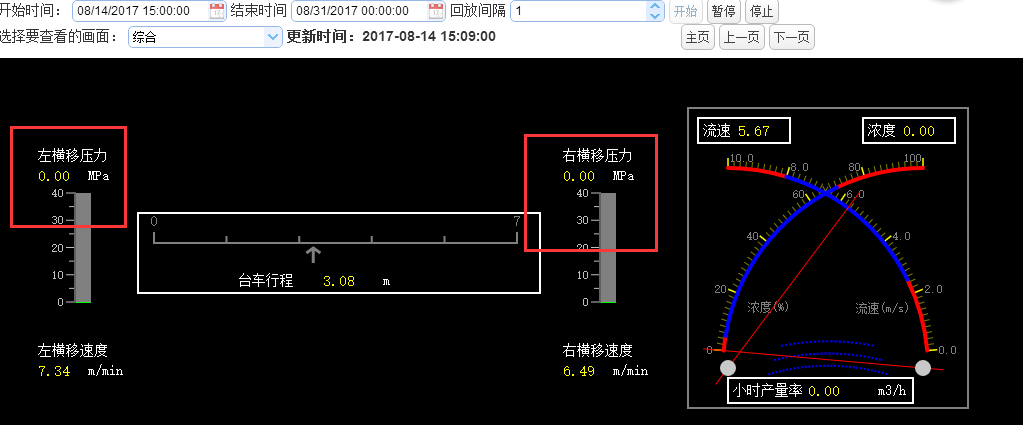 开始时间： 08/14/2017 15:00:00 结束时间 08/31/2017 00:00:00 回放间隔 1 开始 暂停 停止
选择要查看的画面： 综合 更新时间：2017-08-14 15:09:00 主页 上一页 下一页
左横移压力
0.00 MPa
40
30
20
10
0
0 7
台车行程 3.08 m
右横移压力
0.00 MPa
40
30
20
10
0
左横移速度
7.34 m/min
右横移速度
6.49 m/min
流速 5.67 浓度 0.00
10.0 8.0 80 100
60 6.0
40 4.0
20 2.0
浓度(%) 流速(m/s)
0 0.0
小时产量率 0.00 m3/h